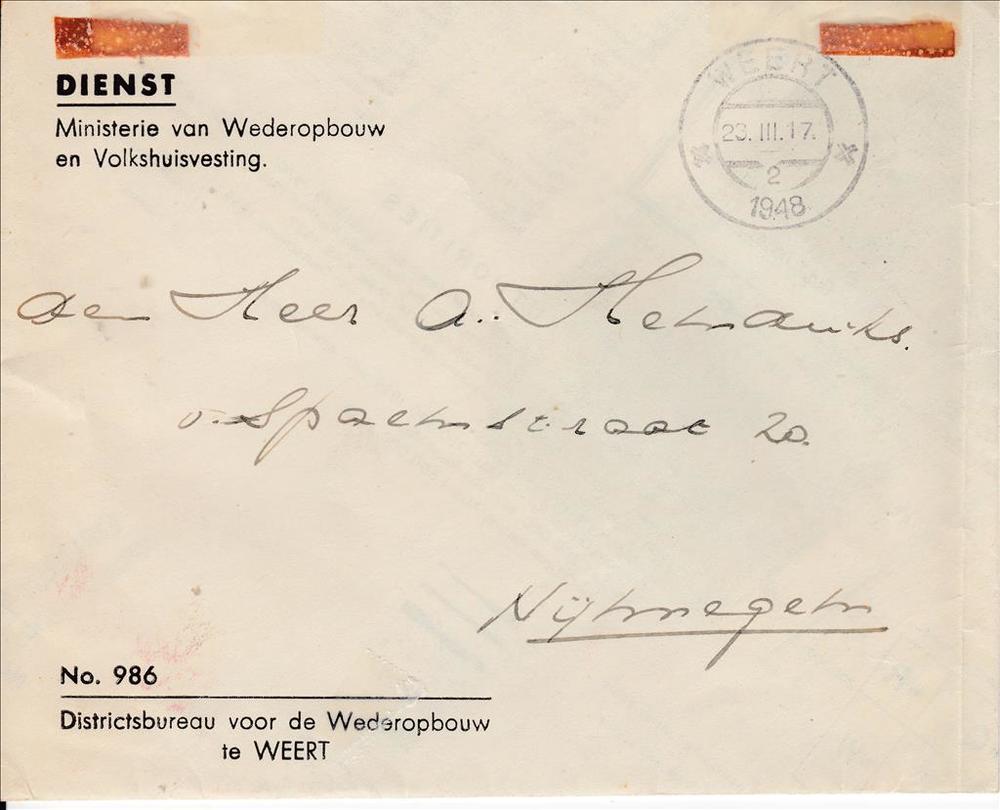 DIENST
Ministerie van Wederopbouw
en Volkshuisvesting.
WEERT
23.III.17.
2
1948
den Heer A. Hendriks.
v. Spaenstraat 20.
Nijmegen
No. 986
Districtsbureau voor de Wederopbouw
te WEERT